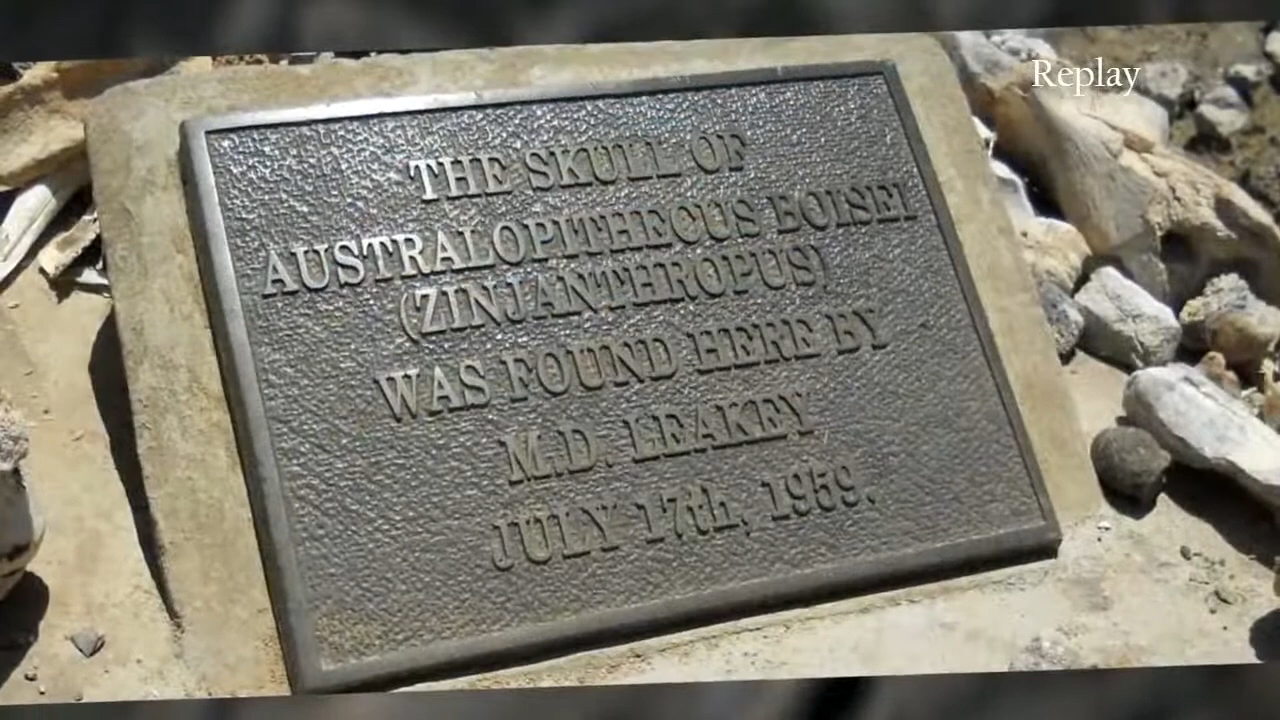 Replay
THE SKULL OF
AUSTRALOPITHECUS BOISEI
(ZINJANTHROPUS)
WAS FOUND HERE BY
M.D. LEAKEY
JULY 17th, 1959.